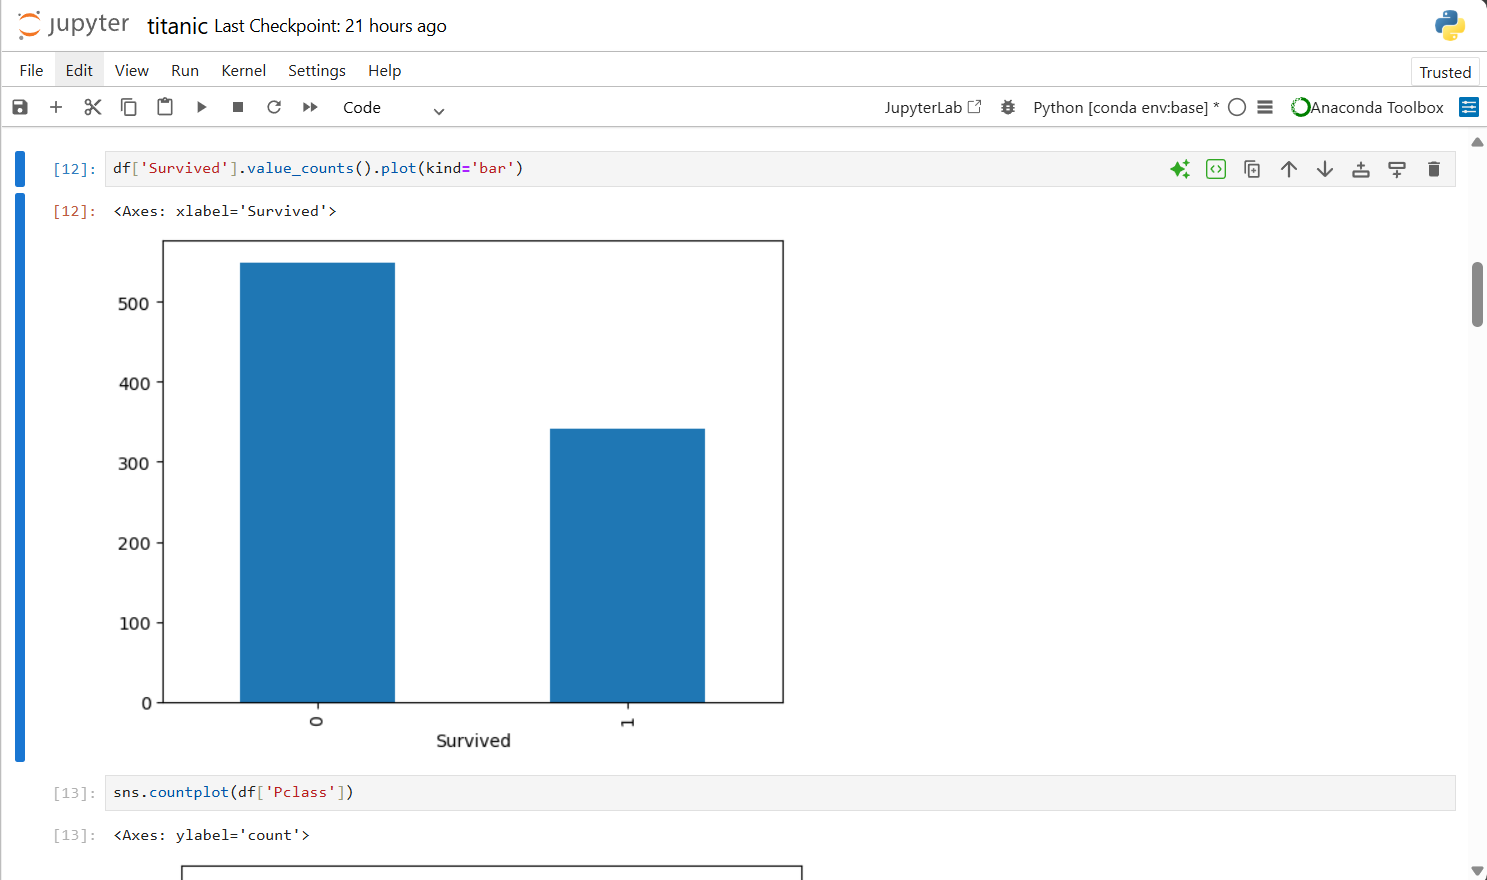 jupyter titanic Last Checkpoint: 21 hours ago
File Edit View Run Kernel Settings Help
Trusted
Code
JupyterLab
Python [conda env:base] *
Anaconda Toolbox
[12]: df['Survived'].value_counts().plot(kind='bar')
[12]: <Axes: xlabel='Survived'>
500
400
300
200
100
0
0
1
Survived
[13]: sns.countplot(df['Pclass'])
[13]: <Axes: ylabel='count'>